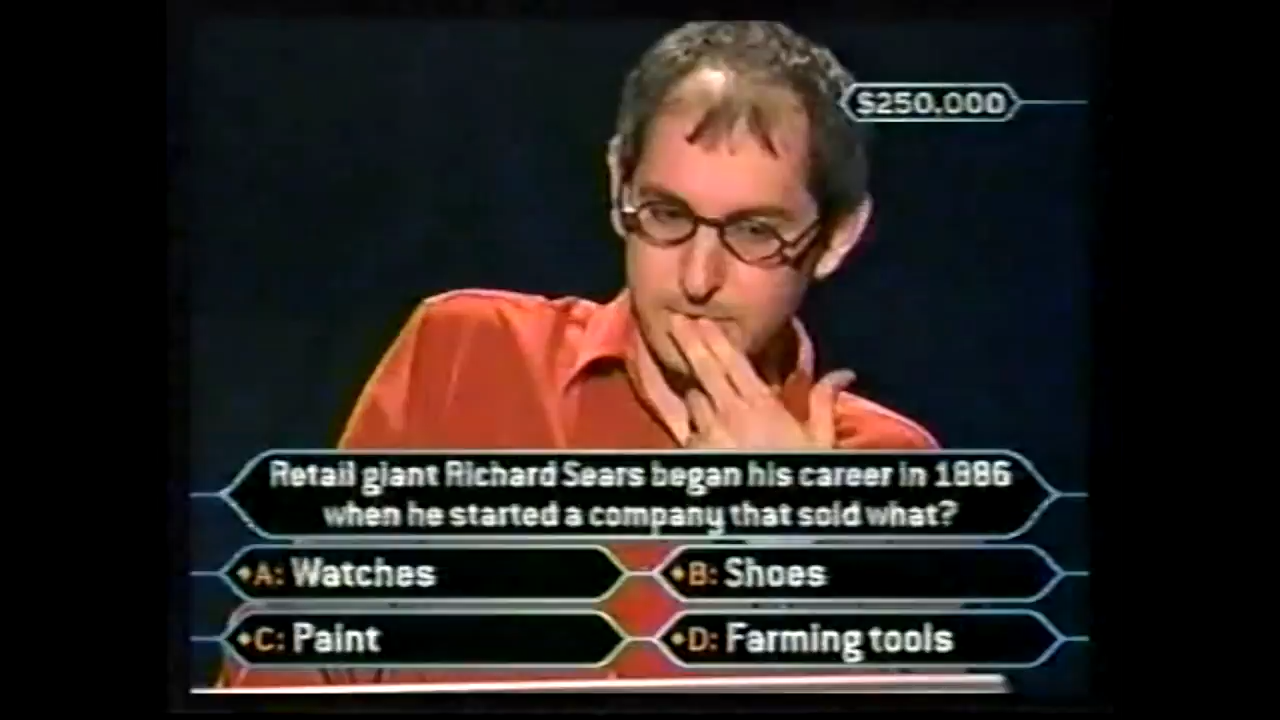 $250,000
Retail giant Richard Sears began his career in 1886
when he started a company that sold what?
A: Watches
B: Shoes
C: Paint
D: Farming tools